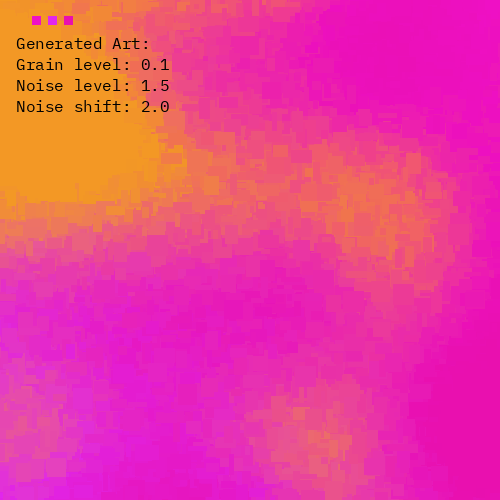 Generated Art:
Grain level: 0.1
Noise level: 1.5
Noise shift: 2.0